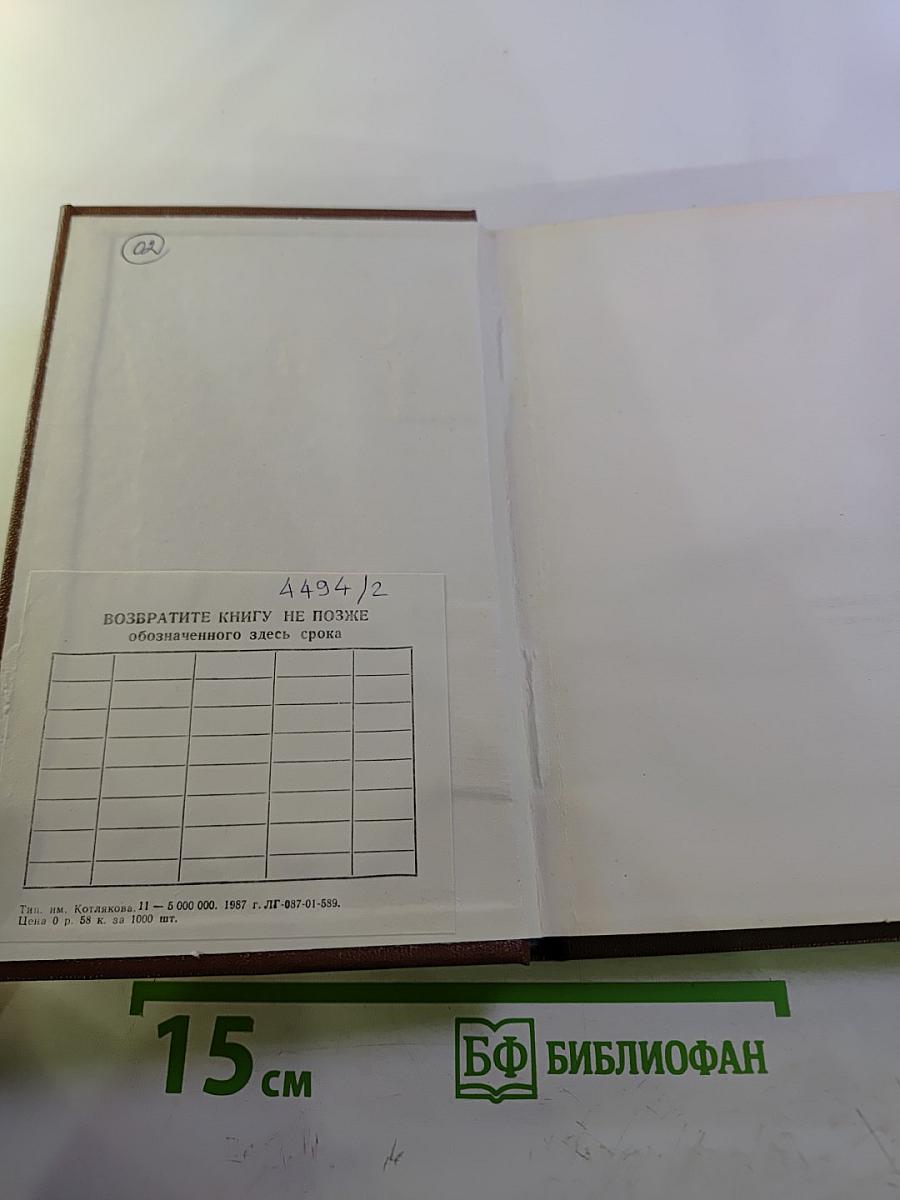 02
4494/2
ВОЗВРАТИТЕ КНИГУ НЕ ПОЗЖЕ
обозначенного здесь срока
Тип. им. Котлякова. 11 — 5 000 000. 1987 г. ЛГ-087-01-589.
Цена 0 р. 58 к. за 1000 шт.
15 см
БФ БИБЛИОФАН